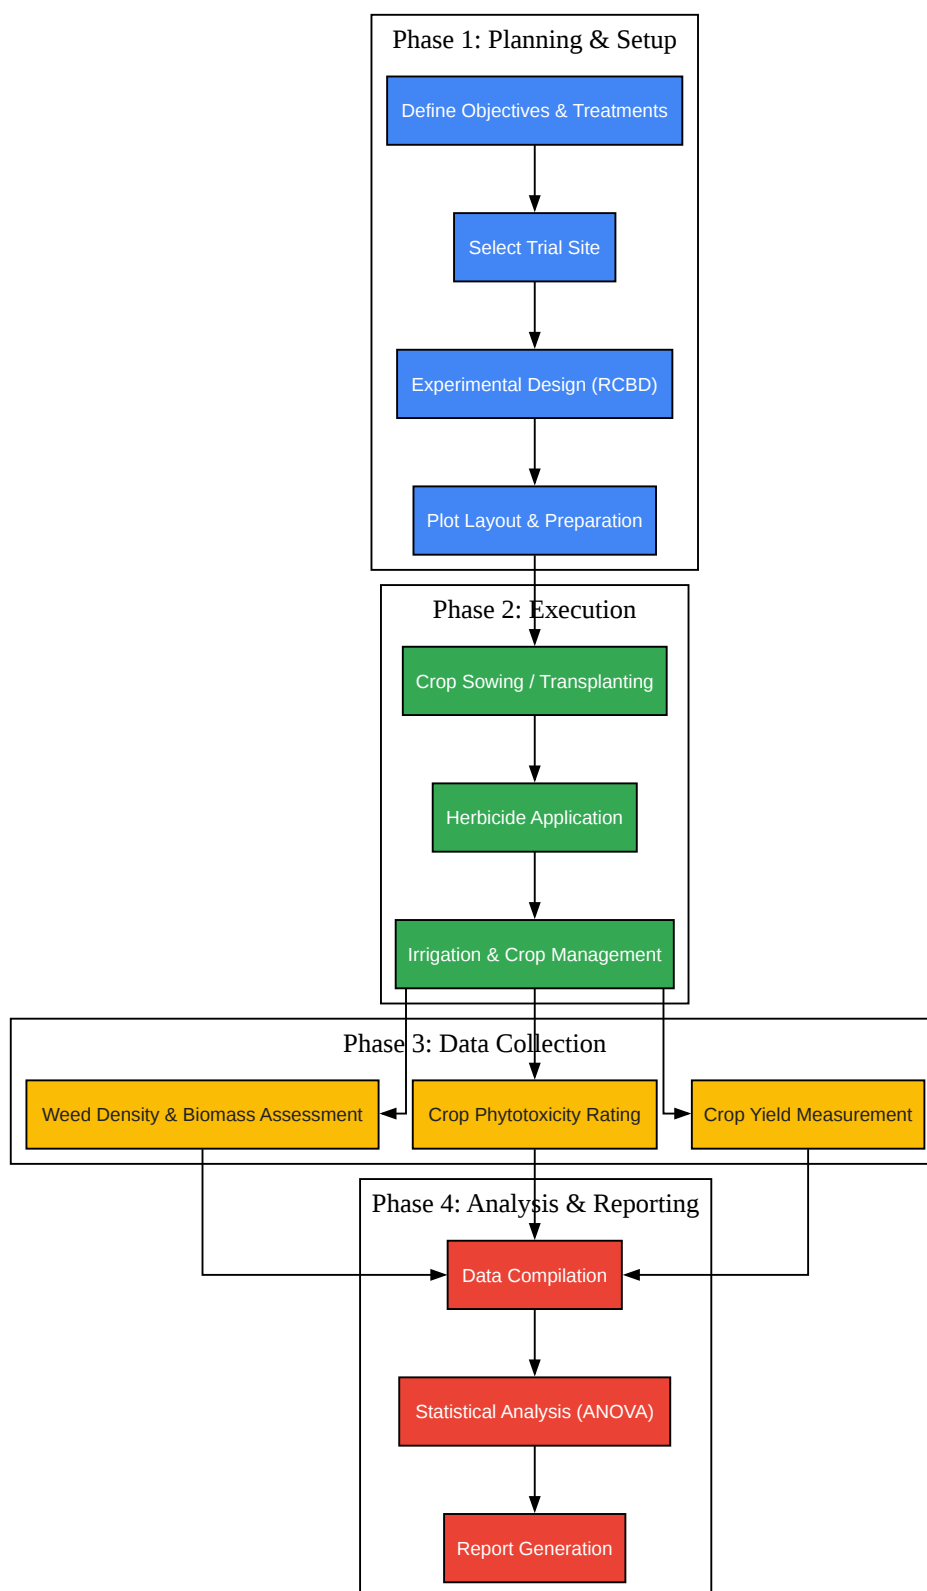 Phase 1: Planning & Setup
Define Objectives & Treatments
Select Trial Site
Experimental Design (RCBD)
Plot Layout & Preparation
Phase 2: Execution
Crop Sowing / Transplanting
Herbicide Application
Irrigation & Crop Management
Phase 3: Data Collection
Weed Density & Biomass Assessment
Crop Phytotoxicity Rating
Crop Yield Measurement
Phase 4: Analysis & Reporting
Data Compilation
Statistical Analysis (ANOVA)
Report Generation